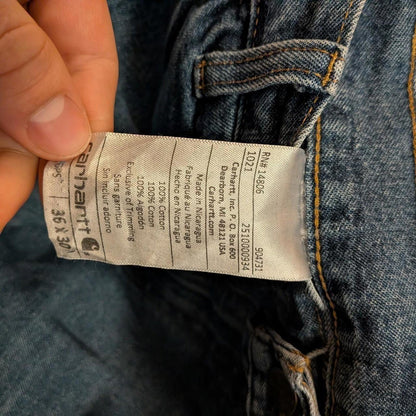 carhartt
36 X 30
100% Cotton
100% Coton
100% Algodón
Exclusive of Trimming
Sans garniture
Sin incluir adorno
Made in Nicaragua
Fabriqué au Nicaragua
Hecho en Nicaragua
Carhartt, Inc. P. O. Box 600
Dearborn, MI 48121 USA
Carhartt.com
RN# 14806 904731
1021 2510000934